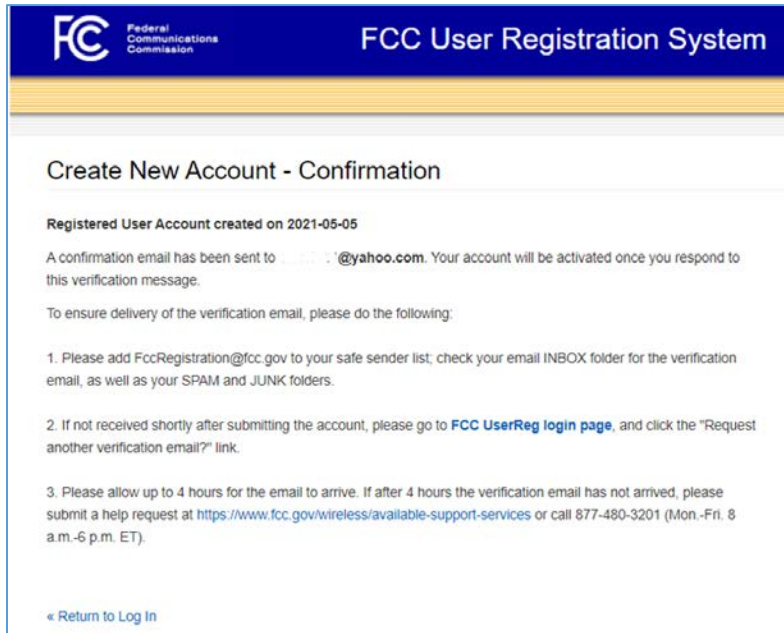 FCC
Federal
Communications
Commission
FCC User Registration System
Create New Account - Confirmation
Registered User Account created on 2021-05-05
A confirmation email has been sent to @yahoo.com. Your account will be activated once you respond to
this verification message.
To ensure delivery of the verification email, please do the following:
1. Please add FccRegistration@fcc.gov to your safe sender list; check your email INBOX folder for the verification
email, as well as your SPAM and JUNK folders.
2. If not received shortly after submitting the account, please go to FCC UserReg login page, and click the "Request
another verification email?" link.
3. Please allow up to 4 hours for the email to arrive. If after 4 hours the verification email has not arrived, please
submit a help request at https://www.fcc.gov/wireless/available-support-services or call 877-480-3201 (Mon.-Fri. 8
a.m.-6 p.m. ET).
« Return to Log In